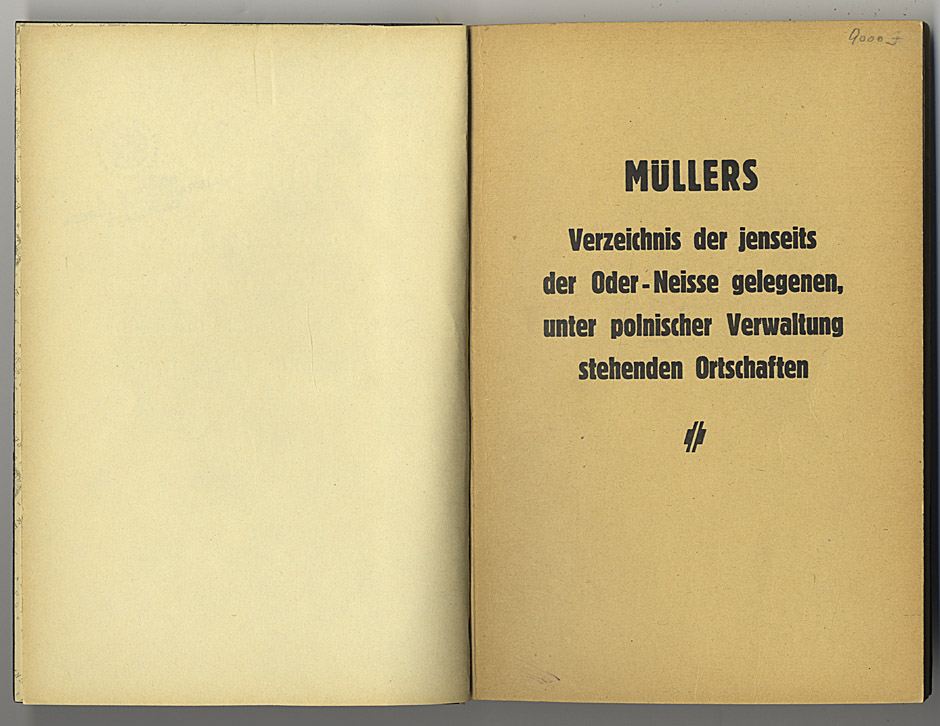 MÜLLERS
Verzeichnis der jenseits
der Oder-Neisse gelegenen,
unter polnischer Verwaltung
stehenden Ortschaften